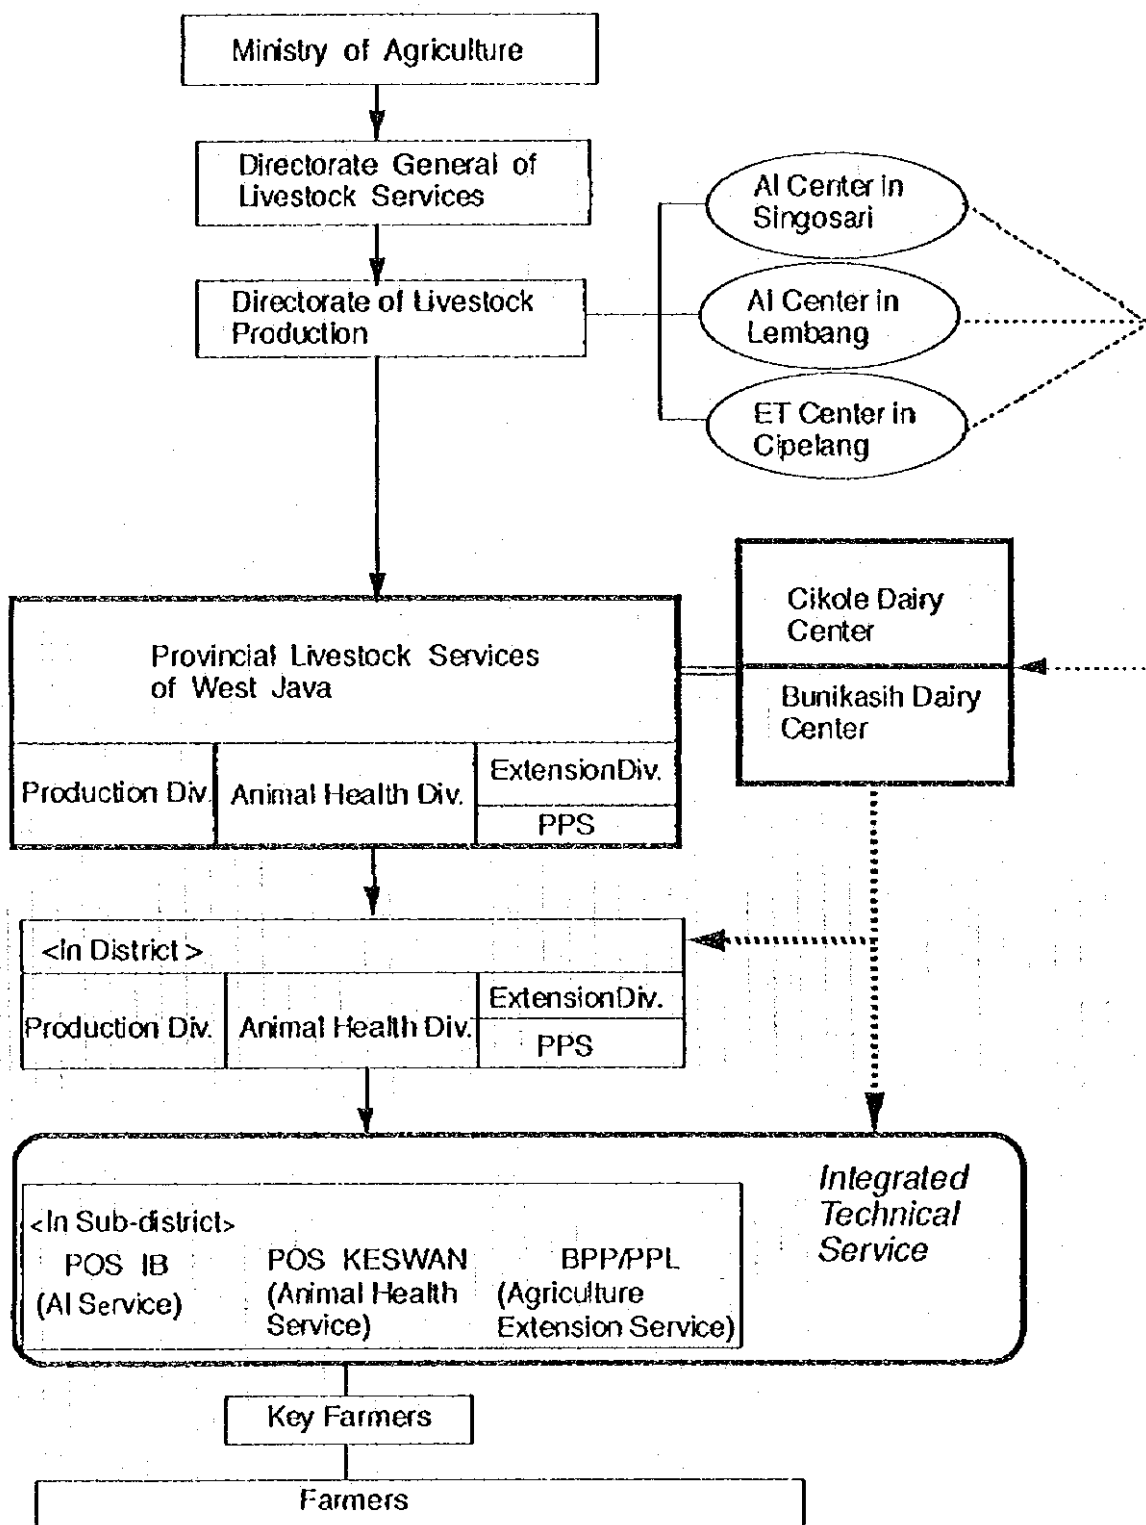 Ministry of Agriculture
Directorate General of
Livestock Services
Directorate of Livestock
Production
AI Center in
Singosari
AI Center in
Lembang
ET Center in
Cipelang
Provincial Livestock Services
of West Java
Production Div.
Animal Health Div.
ExtensionDiv.
PPS
Cikole Dairy
Center
Bunikasih Dairy
Center
<In District >
Production Div.
Animal Health Div.
ExtensionDiv.
PPS
Integrated
Technical
Service
<In Sub-district>
POS IB
(AI Service)
POS KESWAN
(Animal Health
Service)
BPP/PPL
(Agriculture
Extension Service)
Key Farmers
Farmers